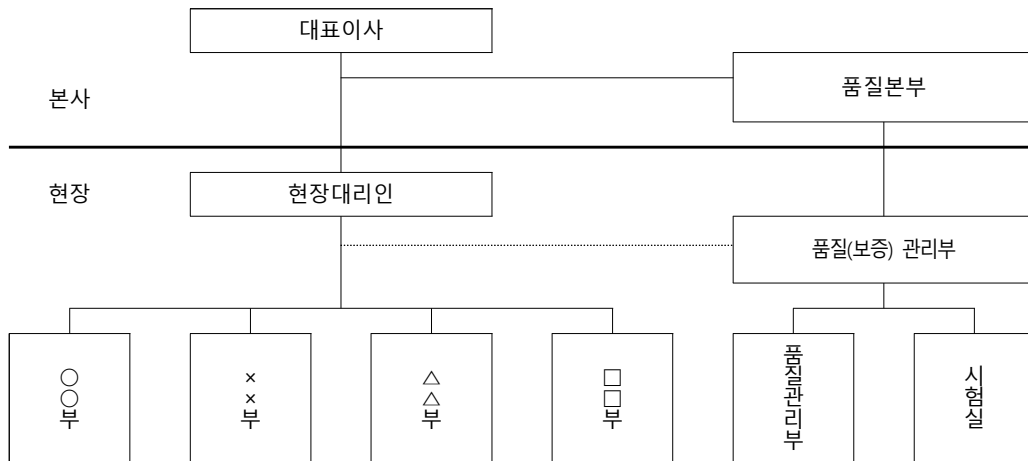 대표이사
본사
품질본부
현장
현장대리인
품질(보증) 관리부
○○부
××부
△△부
□□부
품질관리부
시험실